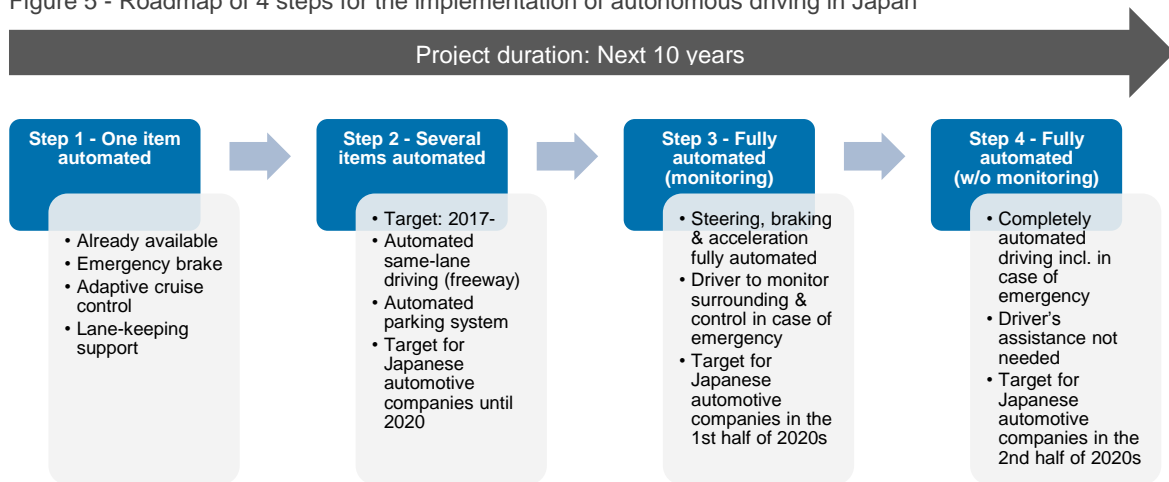 Figure 5 - Roadmap of 4 steps for the implementation of autonomous driving in Japan
Project duration: Next 10 years
Step 1 - One item
automated
• Already available
• Emergency brake
• Adaptive cruise
control
• Lane-keeping
support
Step 2 - Several
items automated
• Target: 2017-
• Automated
same-lane
driving (freeway)
• Automated
parking system
• Target for
Japanese
automotive
companies until
2020
Step 3 - Fully
automated
(monitoring)
• Steering, braking
& acceleration
fully automated
• Driver to monitor
surrounding &
control in case of
emergency
• Target for
Japanese
automotive
companies in the
1st half of 2020s
Step 4 - Fully
automated
(w/o monitoring)
• Completely
automated
driving incl. in
case of
emergency
• Driver's
assistance not
needed
• Target for
Japanese
automotive
companies in the
2nd half of 2020s